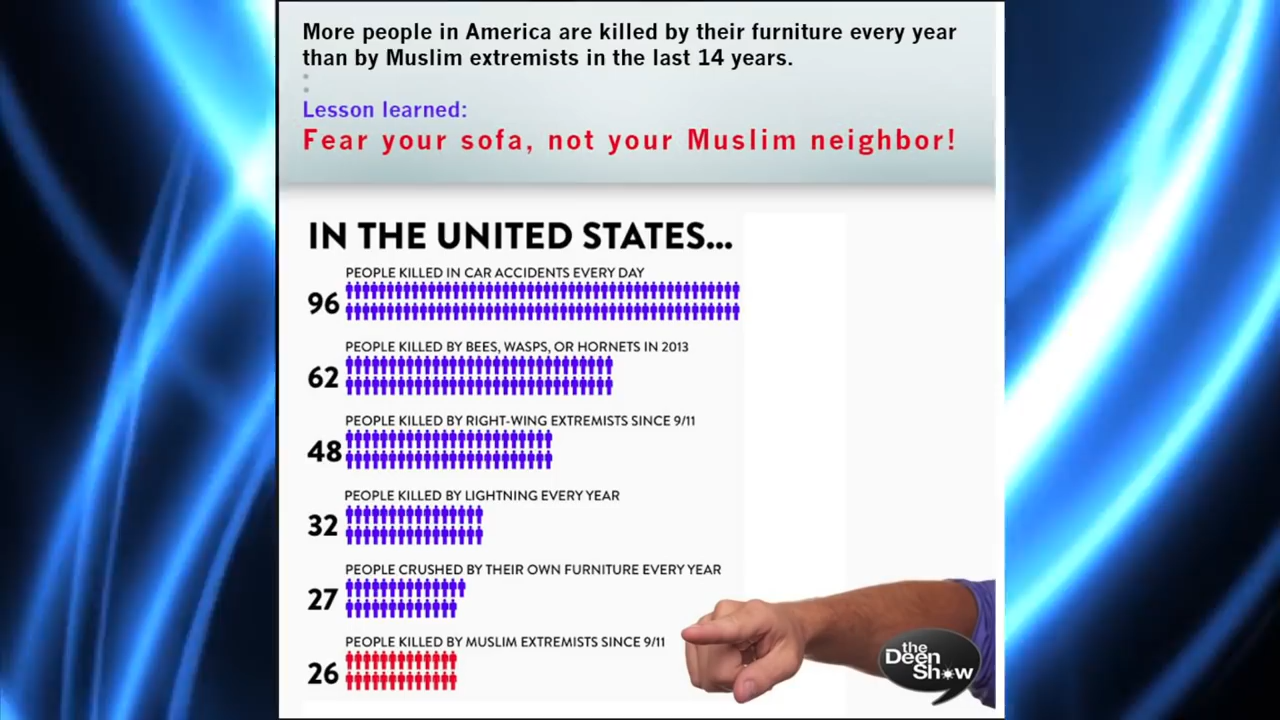 More people in America are killed by their furniture every year
than by Muslim extremists in the last 14 years.
Lesson learned:
Fear your sofa, not your Muslim neighbor!
IN THE UNITED STATES...
PEOPLE KILLED IN CAR ACCIDENTS EVERY DAY
96
PEOPLE KILLED BY BEES, WASPS, OR HORNETS IN 2013
62
PEOPLE KILLED BY RIGHT-WING EXTREMISTS SINCE 9/11
48
PEOPLE KILLED BY LIGHTNING EVERY YEAR
32
PEOPLE CRUSHED BY THEIR OWN FURNITURE EVERY YEAR
27
PEOPLE KILLED BY MUSLIM EXTREMISTS SINCE 9/11
26
the
Deen
Show